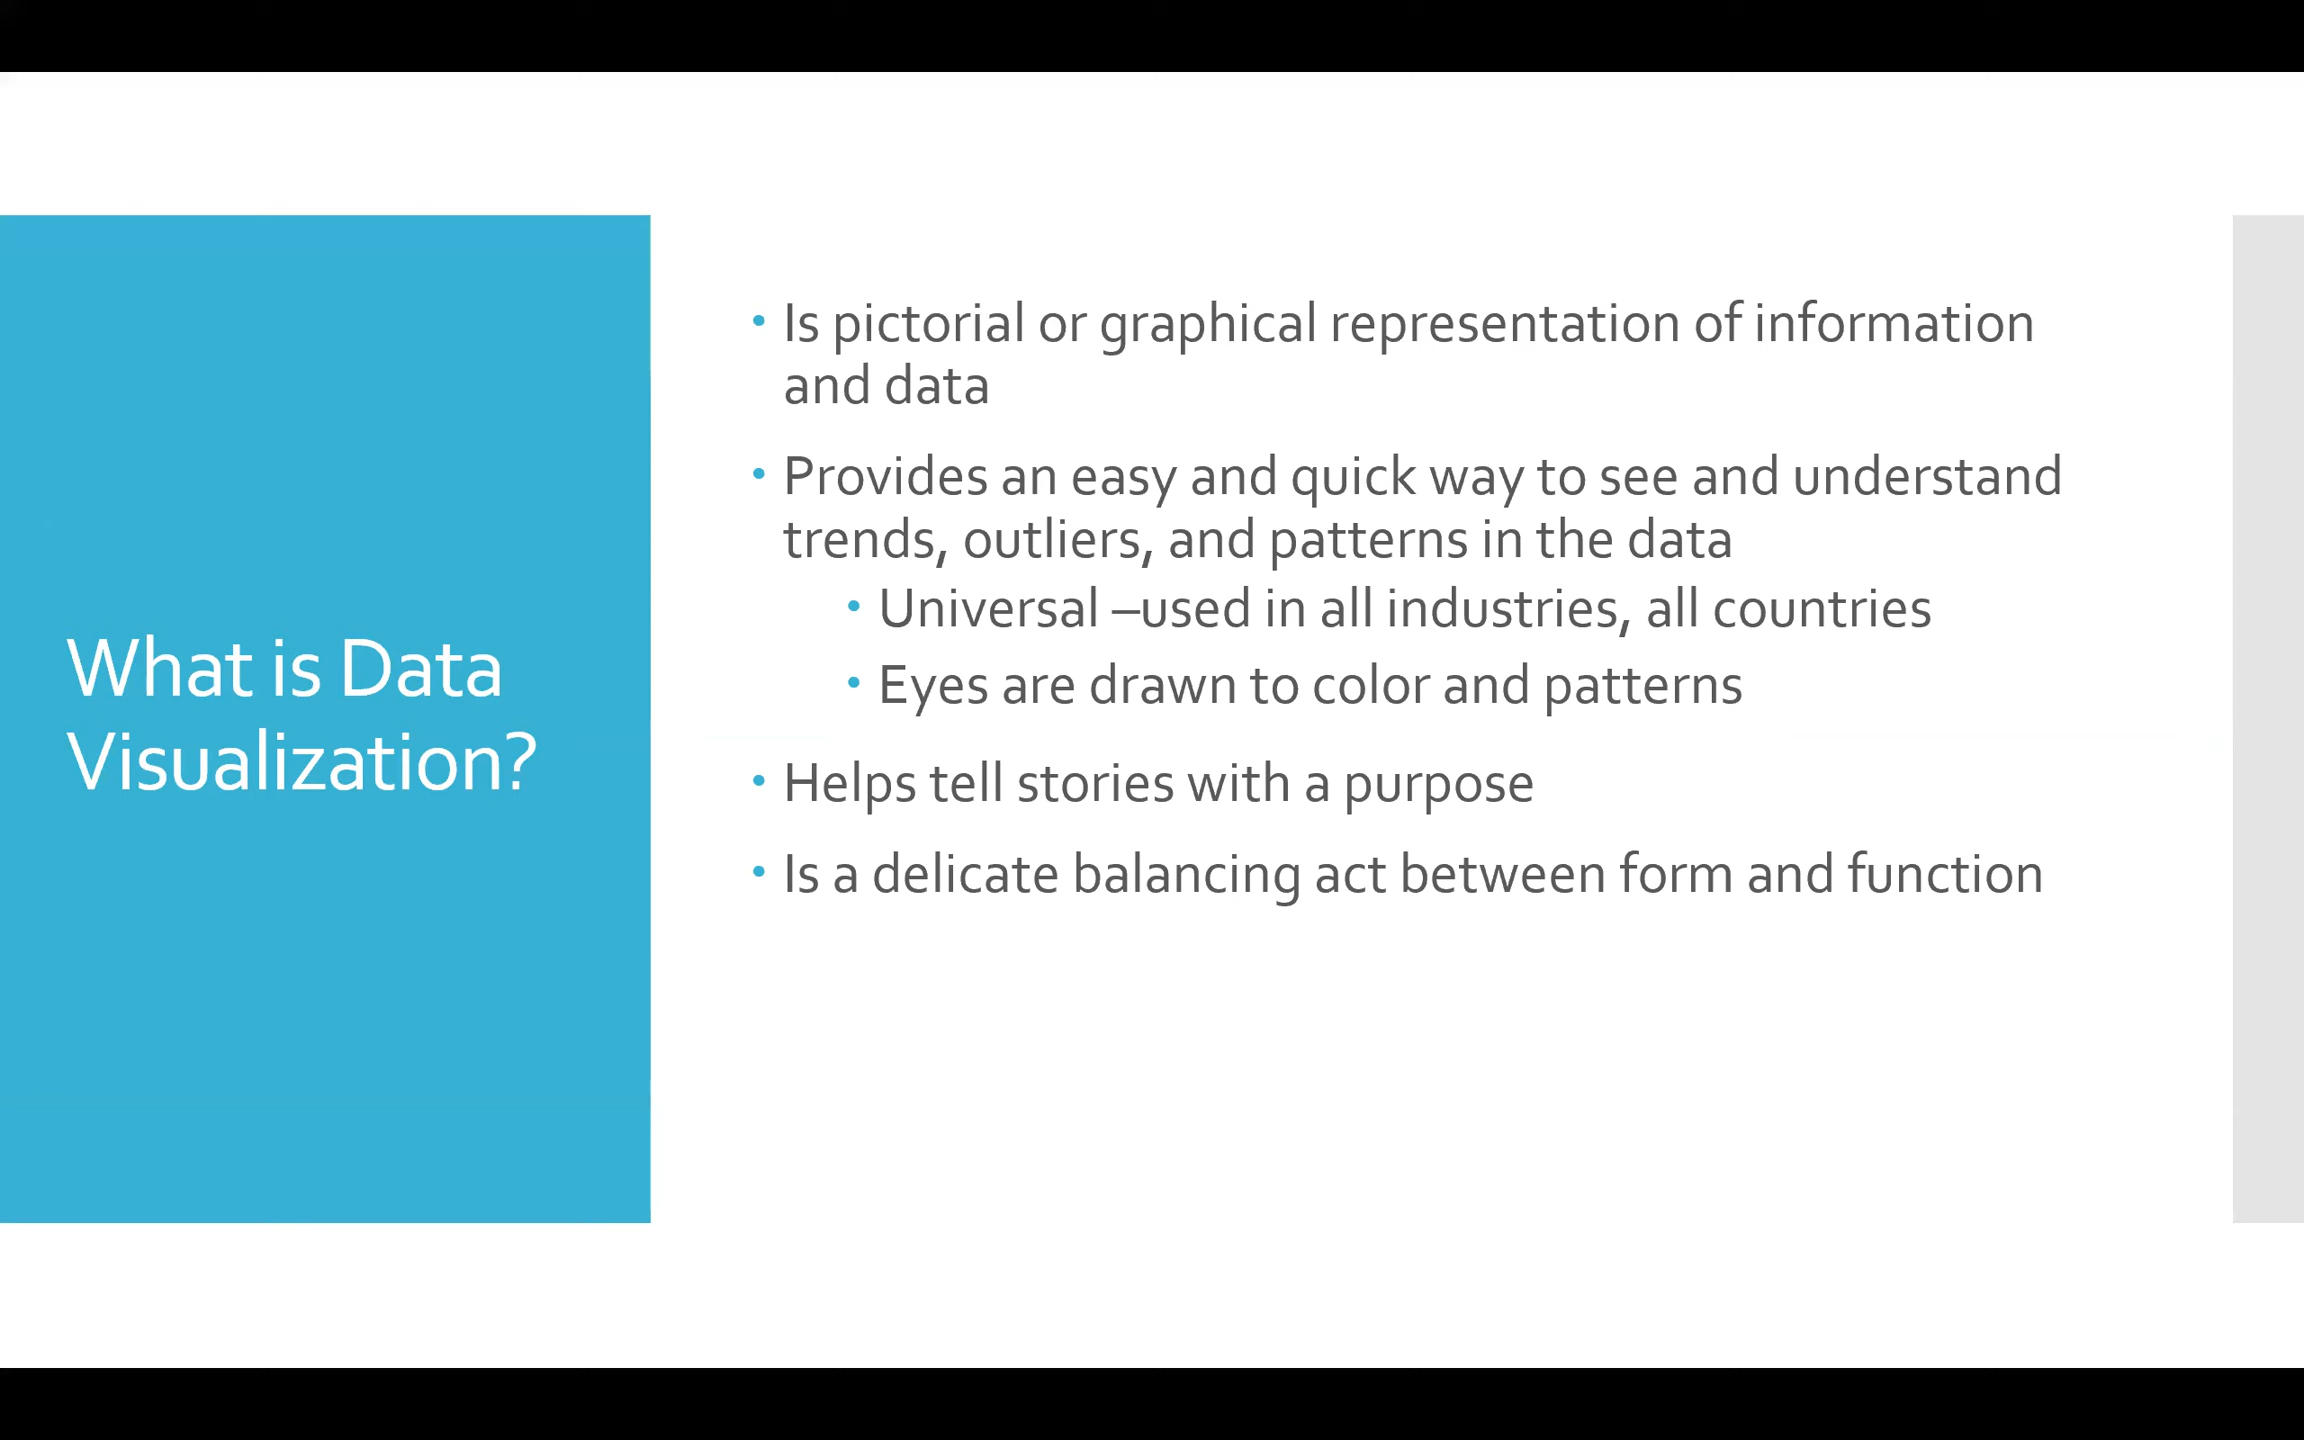 What is Data
Visualization?
• Is pictorial or graphical representation of information
and data
• Provides an easy and quick way to see and understand
trends, outliers, and patterns in the data
• Universal –used in all industries, all countries
• Eyes are drawn to color and patterns
• Helps tell stories with a purpose
• Is a delicate balancing act between form and function